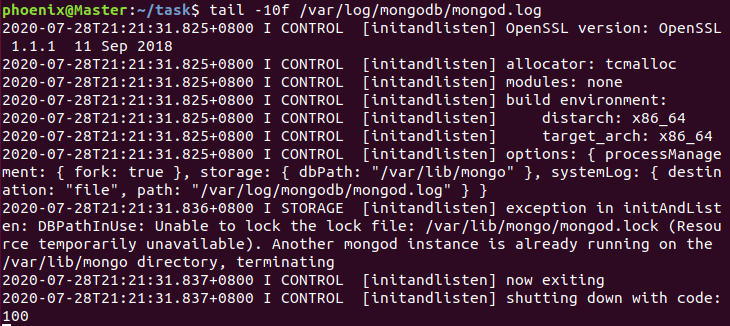 phoenix@Master:~/task$ tail -10f /var/log/mongodb/mongod.log
2020-07-28T21:21:31.825+0800 I CONTROL  [initandlisten] OpenSSL version: OpenSSL
 1.1.1  11 Sep 2018
2020-07-28T21:21:31.825+0800 I CONTROL  [initandlisten] allocator: tcmalloc
2020-07-28T21:21:31.825+0800 I CONTROL  [initandlisten] modules: none
2020-07-28T21:21:31.825+0800 I CONTROL  [initandlisten] build environment:
2020-07-28T21:21:31.825+0800 I CONTROL  [initandlisten]     distarch: x86_64
2020-07-28T21:21:31.825+0800 I CONTROL  [initandlisten]     target_arch: x86_64
2020-07-28T21:21:31.825+0800 I CONTROL  [initandlisten] options: { processManage
ment: { fork: true }, storage: { dbPath: "/var/lib/mongo" }, systemLog: { destin
ation: "file", path: "/var/log/mongodb/mongod.log" } }
2020-07-28T21:21:31.836+0800 I STORAGE  [initandlisten] exception in initAndList
en: DBPathInUse: Unable to lock the lock file: /var/lib/mongo/mongod.lock (Resou
rce temporarily unavailable). Another mongod instance is already running on the
/var/lib/mongo directory, terminating
2020-07-28T21:21:31.837+0800 I CONTROL  [initandlisten] now exiting
2020-07-28T21:21:31.837+0800 I CONTROL  [initandlisten] shutting down with code:
100